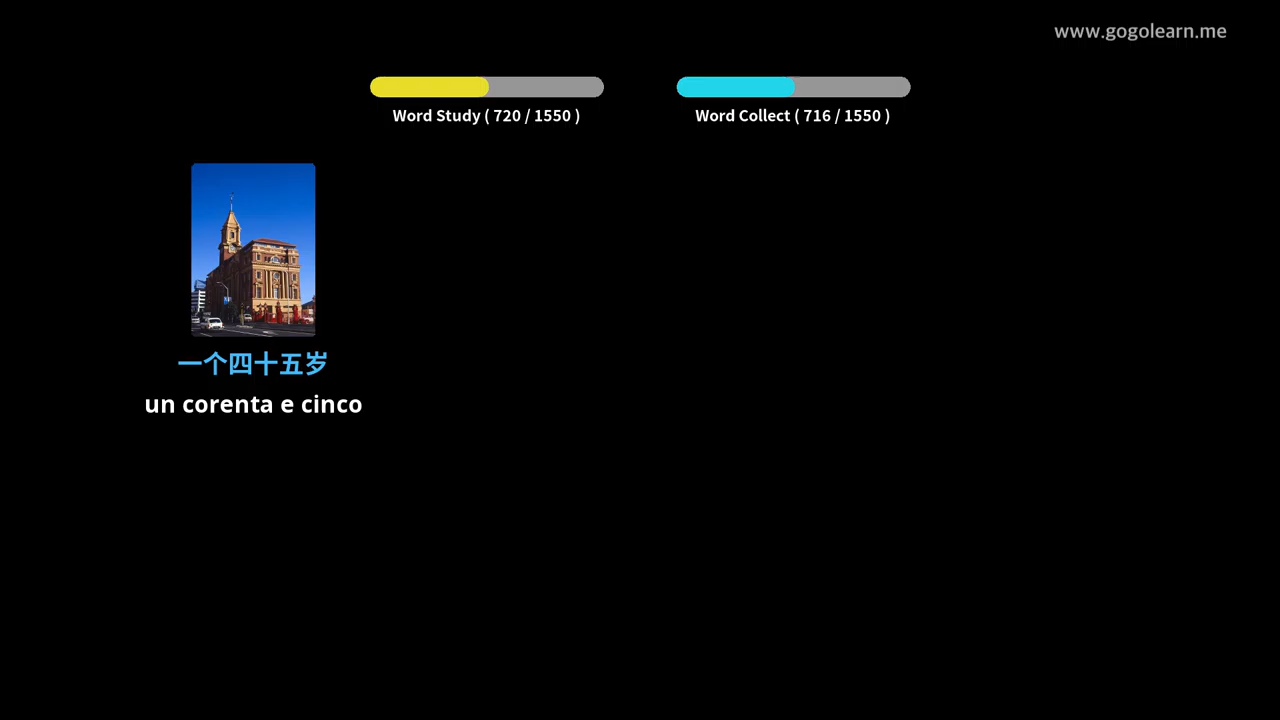 www.gogolearn.me
Word Study ( 720 / 1550 )
Word Collect ( 716 / 1550 )
一个四十五岁
un corenta e cinco